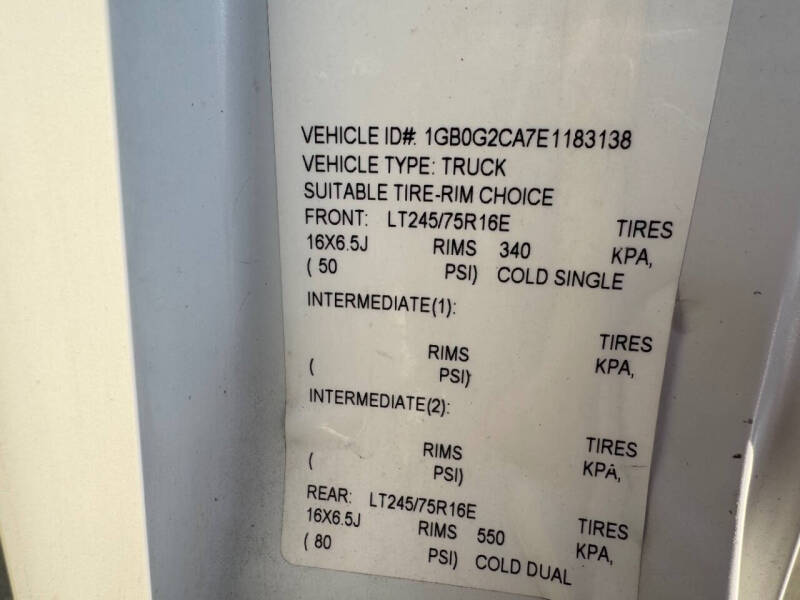 VEHICLE ID#: 1GB0G2CA7E1183138
VEHICLE TYPE: TRUCK
SUITABLE TIRE-RIM CHOICE
FRONT: LT245/75R16E TIRES
16X6.5J RIMS 340 KPA,
( 50 PSI) COLD SINGLE
INTERMEDIATE(1):
TIRES
RIMS KPA,
( PSI)
INTERMEDIATE(2):
TIRES
RIMS KPA,
( PSI)
REAR: LT245/75R16E TIRES
16X6.5J RIMS 550 KPA,
( 80 PSI) COLD DUAL